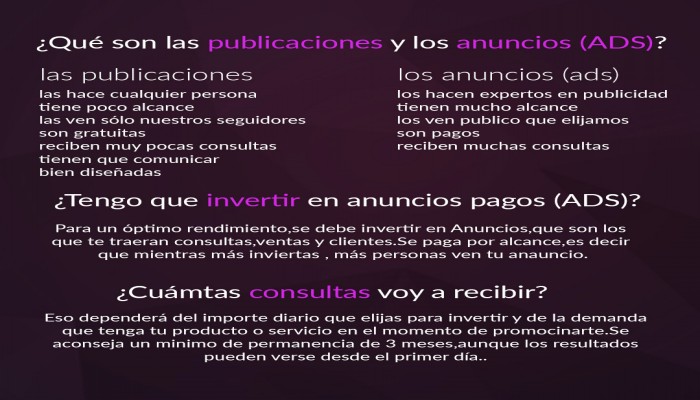 ¿Qué son las publicaciones y los anuncios (ADS)?
las publicaciones
las hace cualquier persona
tiene poco alcance
las ven sólo nuestros seguidores
son gratuitas
reciben muy pocas consultas
tienen que comunicar
bien diseñadas
los anuncios (ads)
los hacen expertos en publicidad
tienen mucho alcance
los ven publico que elijamos
son pagos
reciben muchas consultas
¿Tengo que invertir en anuncios pagos (ADS)?
Para un óptimo rendimiento,se debe invertir en Anuncios,que son los
que te traeran consultas,ventas y clientes.Se paga por alcance,es decir
que mientras más inviertas , más personas ven tu anauncio.
¿Cuámtas consultas voy a recibir?
Eso dependerá del importe diario que elijas para invertir y de la demanda
que tenga tu producto o servicio en el momento de promocinarte.Se
aconseja un minimo de permanencia de 3 meses,aunque los resultados
pueden verse desde el primer día..